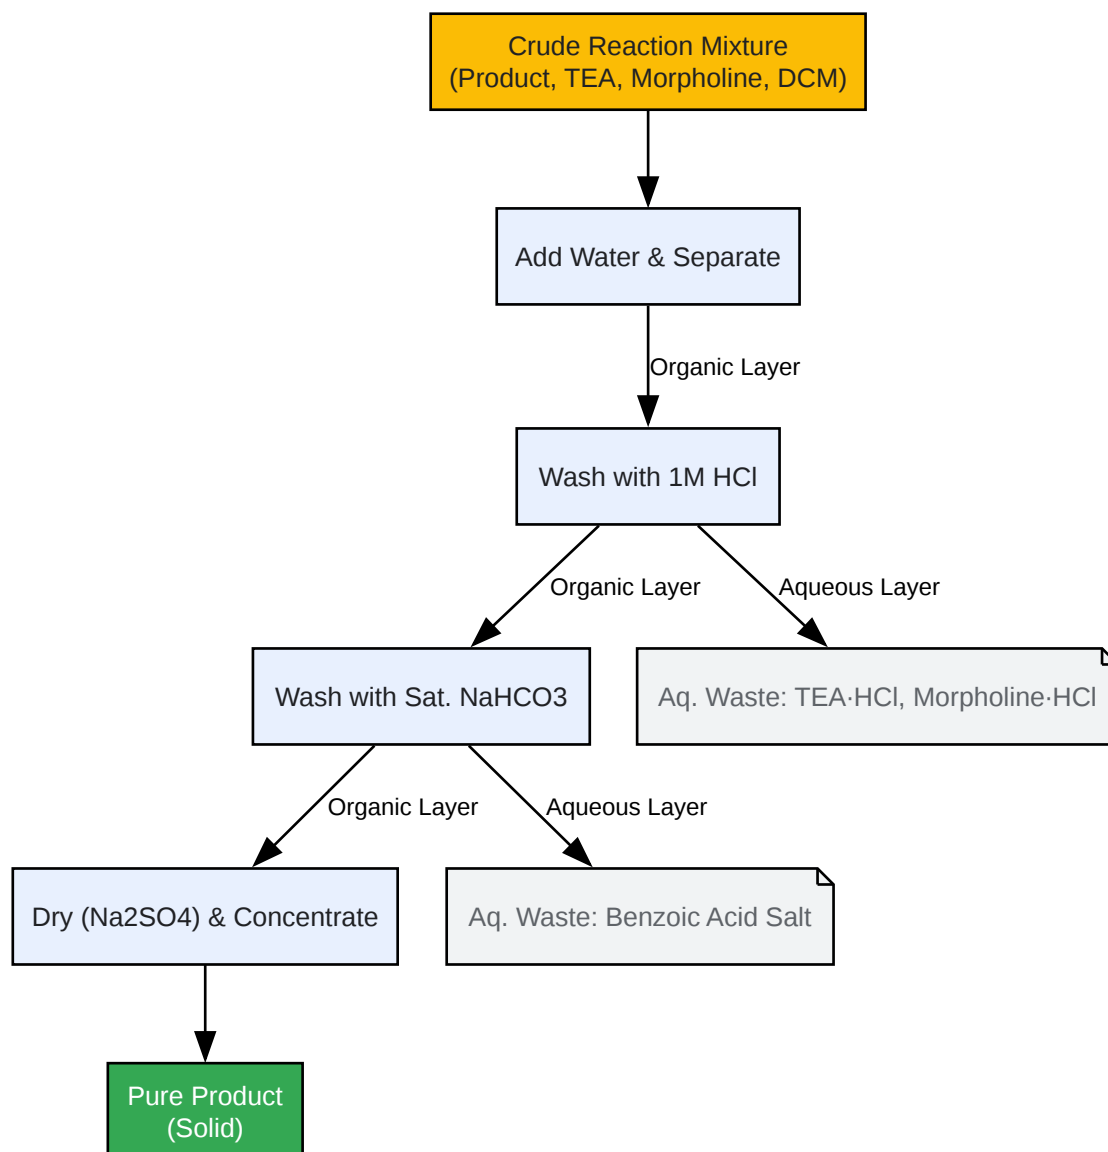 Crude Reaction Mixture
(Product, TEA, Morpholine, DCM)
Add Water & Separate
Organic Layer
Wash with 1M HCl
Organic Layer
Aqueous Layer
Wash with Sat. NaHCO3
Aq. Waste: TEA·HCl, Morpholine·HCl
Organic Layer
Aqueous Layer
Dry (Na2SO4) & Concentrate
Aq. Waste: Benzoic Acid Salt
Pure Product
(Solid)